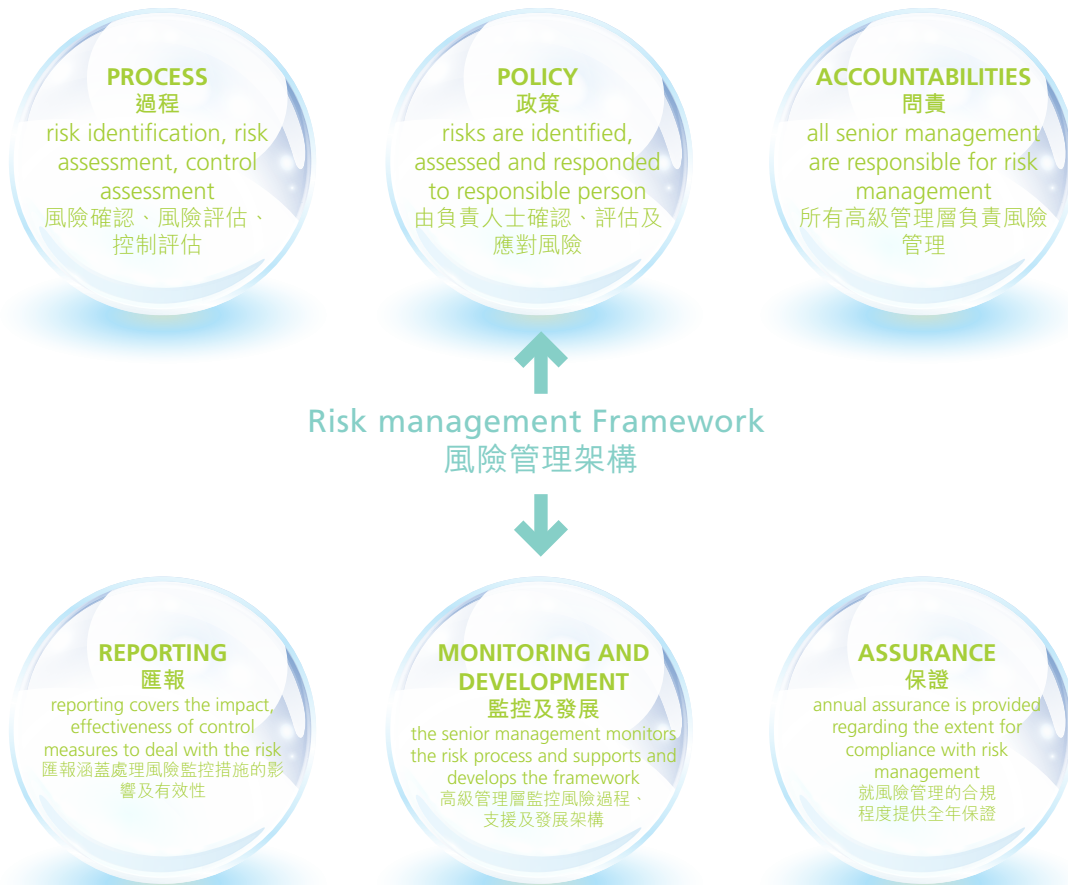 PROCESS
過程
risk identification, risk
assessment, control
assessment
風險確認、風險評估、
控制評估
POLICY
政策
risks are identified,
assessed and responded
to responsible person
由負責人士確認、評估及
應對風險
ACCOUNTABILITIES
問責
all senior management
are responsible for risk
management
所有高級管理層負責風險
管理
Risk management Framework
風險管理架構
REPORTING
匯報
reporting covers the impact,
effectiveness of control
measures to deal with the risk
匯報涵蓋處理風險監控措施的影
響及有效性
MONITORING AND
DEVELOPMENT
監控及發展
the senior management monitors
the risk process and supports and
develops the framework
高級管理層監控風險過程、
支援及發展架構
ASSURANCE
保證
annual assurance is provided
regarding the extent for
compliance with risk
management
就風險管理的合規
程度提供全年保證